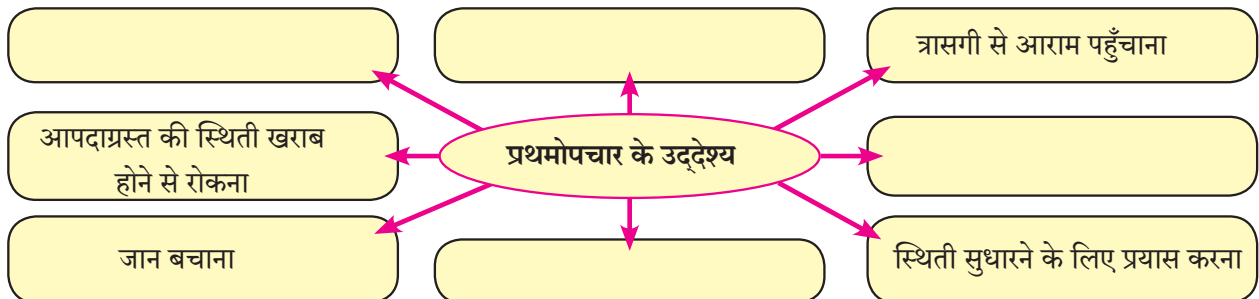 त्रासगी से आराम पहुँचाना
आपदाग्रस्त की स्थिती खराब
होने से रोकना
प्रथमोपचार के उद्‌देश्य
जान बचाना
स्थिती सुधारने के लिए प्रयास करना